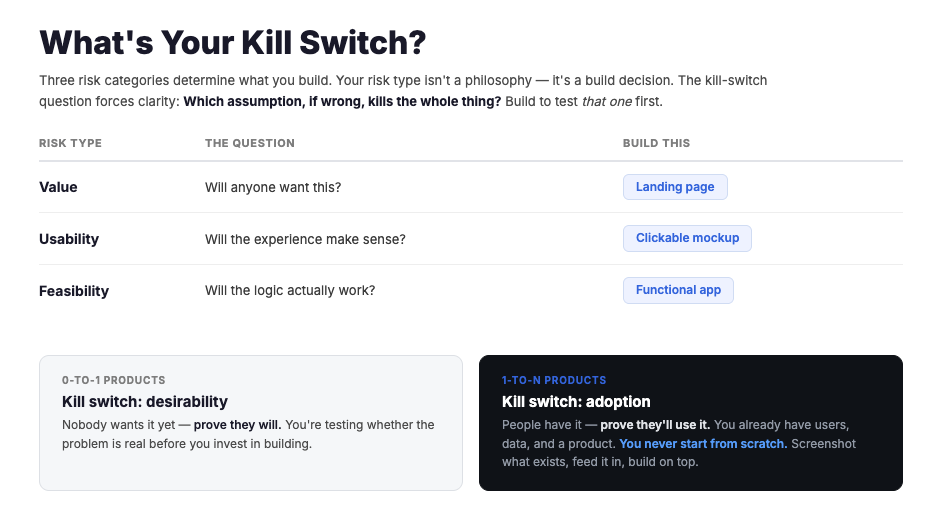 What's Your Kill Switch?
Three risk categories determine what you build. Your risk type isn't a philosophy — it's a build decision. The kill-switch
question forces clarity: Which assumption, if wrong, kills the whole thing? Build to test that one first.
RISK TYPE THE QUESTION BUILD THIS
Value Will anyone want this? Landing page
Usability Will the experience make sense? Clickable mockup
Feasibility Will the logic actually work? Functional app
0-TO-1 PRODUCTS
Kill switch: desirability
Nobody wants it yet — prove they will. You're testing whether the
problem is real before you invest in building.
1-TO-N PRODUCTS
Kill switch: adoption
People have it — prove they'll use it. You already have users,
data, and a product. You never start from scratch. Screenshot
what exists, feed it in, build on top.